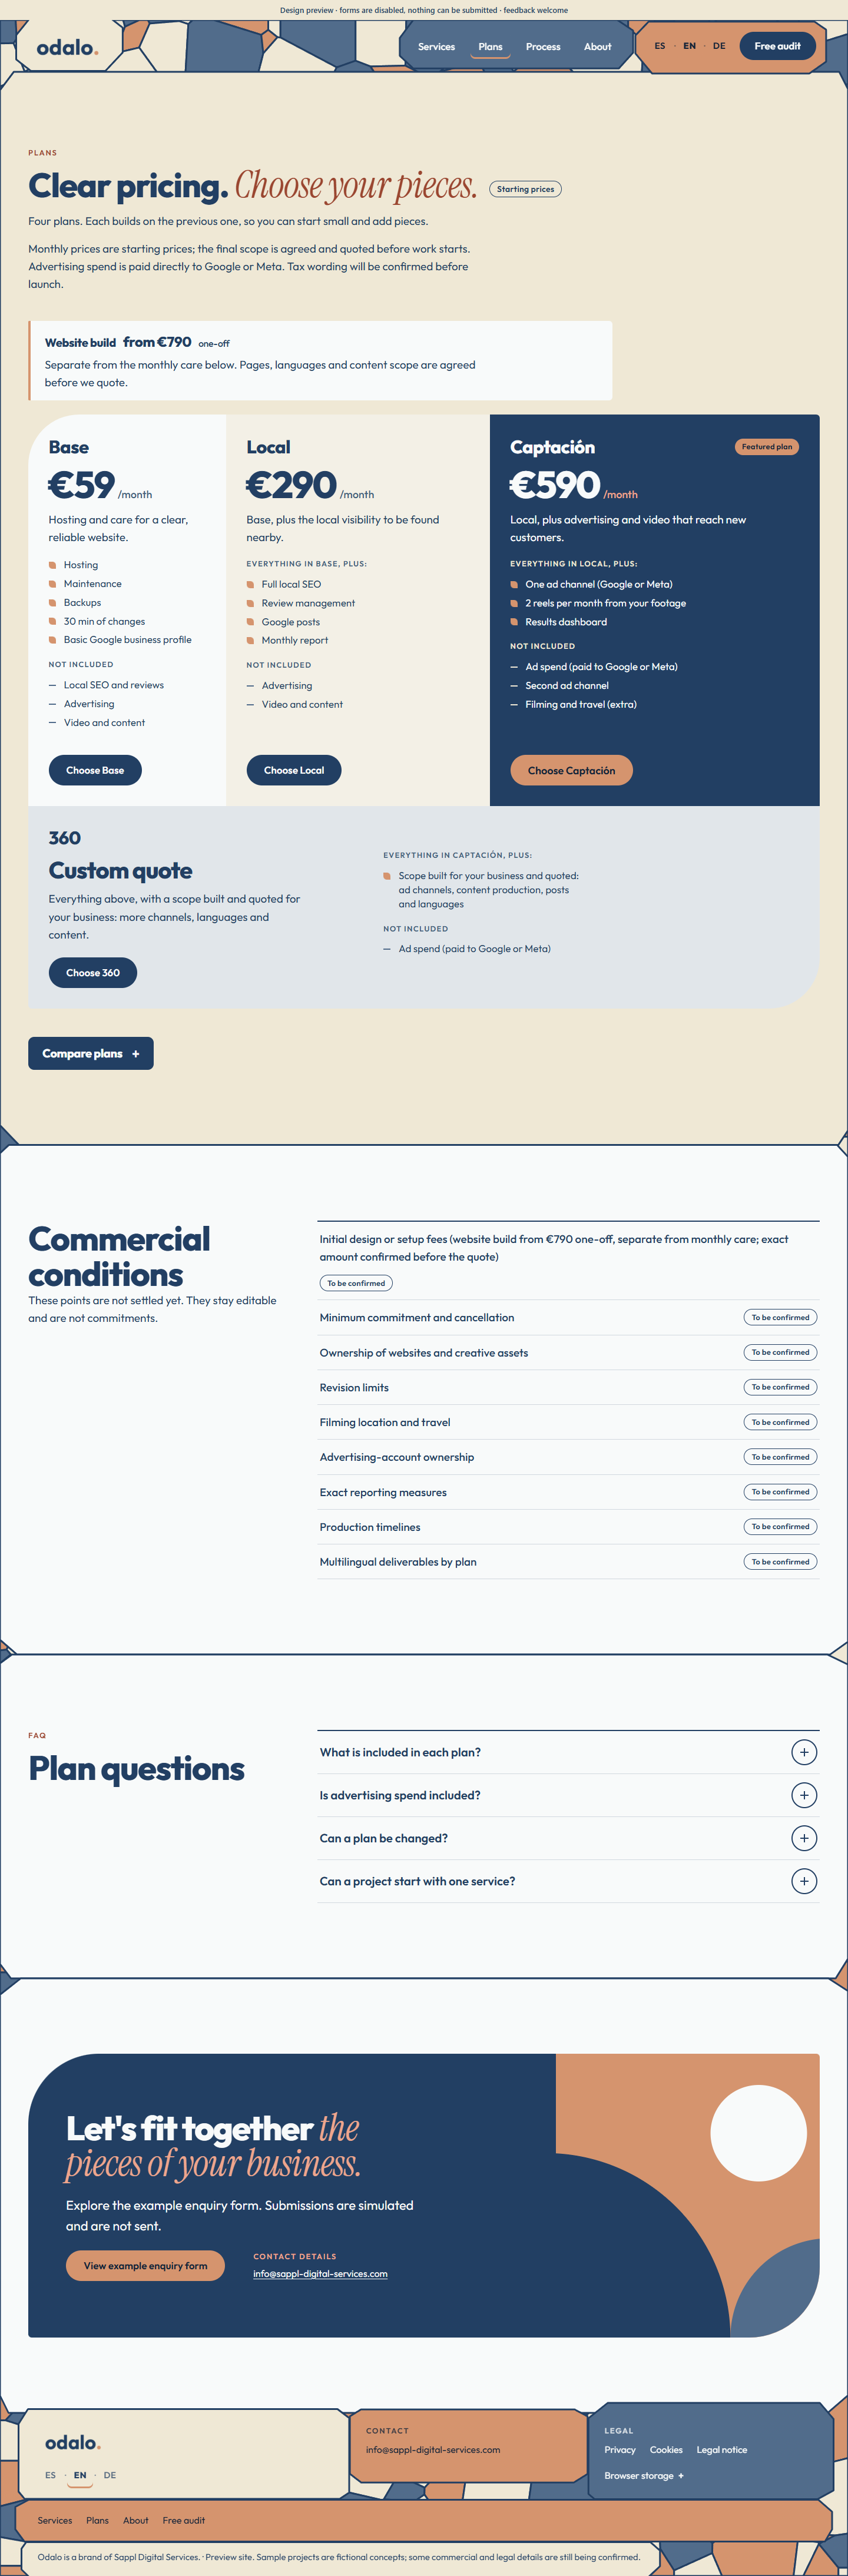 Design preview · forms are disabled, nothing can be submitted · feedback welcome
odalo.
Services Plans Process About
ES · EN · DE Free audit
PLANS
Clear pricing. Choose your pieces. Starting prices
Four plans. Each builds on the previous one, so you can start small and add pieces.
Monthly prices are starting prices; the final scope is agreed and quoted before work starts.
Advertising spend is paid directly to Google or Meta. Tax wording will be confirmed before
launch.
Website build from €790 one-off
Separate from the monthly care below. Pages, languages and content scope are agreed
before we quote.
Base
€59 /month
Hosting and care for a clear,
reliable website.
Hosting
Maintenance
Backups
30 min of changes
Basic Google business profile
NOT INCLUDED
— Local SEO and reviews
— Advertising
— Video and content
Choose Base
Local
€290 /month
Base, plus the local visibility to be found
nearby.
EVERYTHING IN BASE, PLUS:
Full local SEO
Review management
Google posts
Monthly report
NOT INCLUDED
— Advertising
— Video and content
Choose Local
Captación Featured plan
€590 /month
Local, plus advertising and video that reach new
customers.
EVERYTHING IN LOCAL, PLUS:
One ad channel (Google or Meta)
2 reels per month from your footage
Results dashboard
NOT INCLUDED
— Ad spend (paid to Google or Meta)
— Second ad channel
— Filming and travel (extra)
Choose Captación
360
Custom quote
Everything above, with a scope built and quoted for
your business: more channels, languages and
content.
Choose 360
EVERYTHING IN CAPTACIÓN, PLUS:
Scope built for your business and quoted:
ad channels, content production, posts
and languages
NOT INCLUDED
— Ad spend (paid to Google or Meta)
Compare plans +
Commercial
conditions
These points are not settled yet. They stay editable
and are not commitments.
Initial design or setup fees (website build from €790 one-off, separate from monthly care; exact
amount confirmed before the quote)
To be confirmed
Minimum commitment and cancellation To be confirmed
Ownership of websites and creative assets To be confirmed
Revision limits To be confirmed
Filming location and travel To be confirmed
Advertising-account ownership To be confirmed
Exact reporting measures To be confirmed
Production timelines To be confirmed
Multilingual deliverables by plan To be confirmed
FAQ
Plan questions
What is included in each plan? +
Is advertising spend included? +
Can a plan be changed? +
Can a project start with one service? +
Let's fit together the
pieces of your business.
Explore the example enquiry form. Submissions are simulated
and are not sent.
View example enquiry form
CONTACT DETAILS
info@sappl-digital-services.com
odalo.
ES · EN · DE
CONTACT
info@sappl-digital-services.com
LEGAL
Privacy Cookies Legal notice
Browser storage +
Services Plans About Free audit
Odalo is a brand of Sappl Digital Services. · Preview site. Sample projects are fictional concepts; some commercial and legal details are still being confirmed.